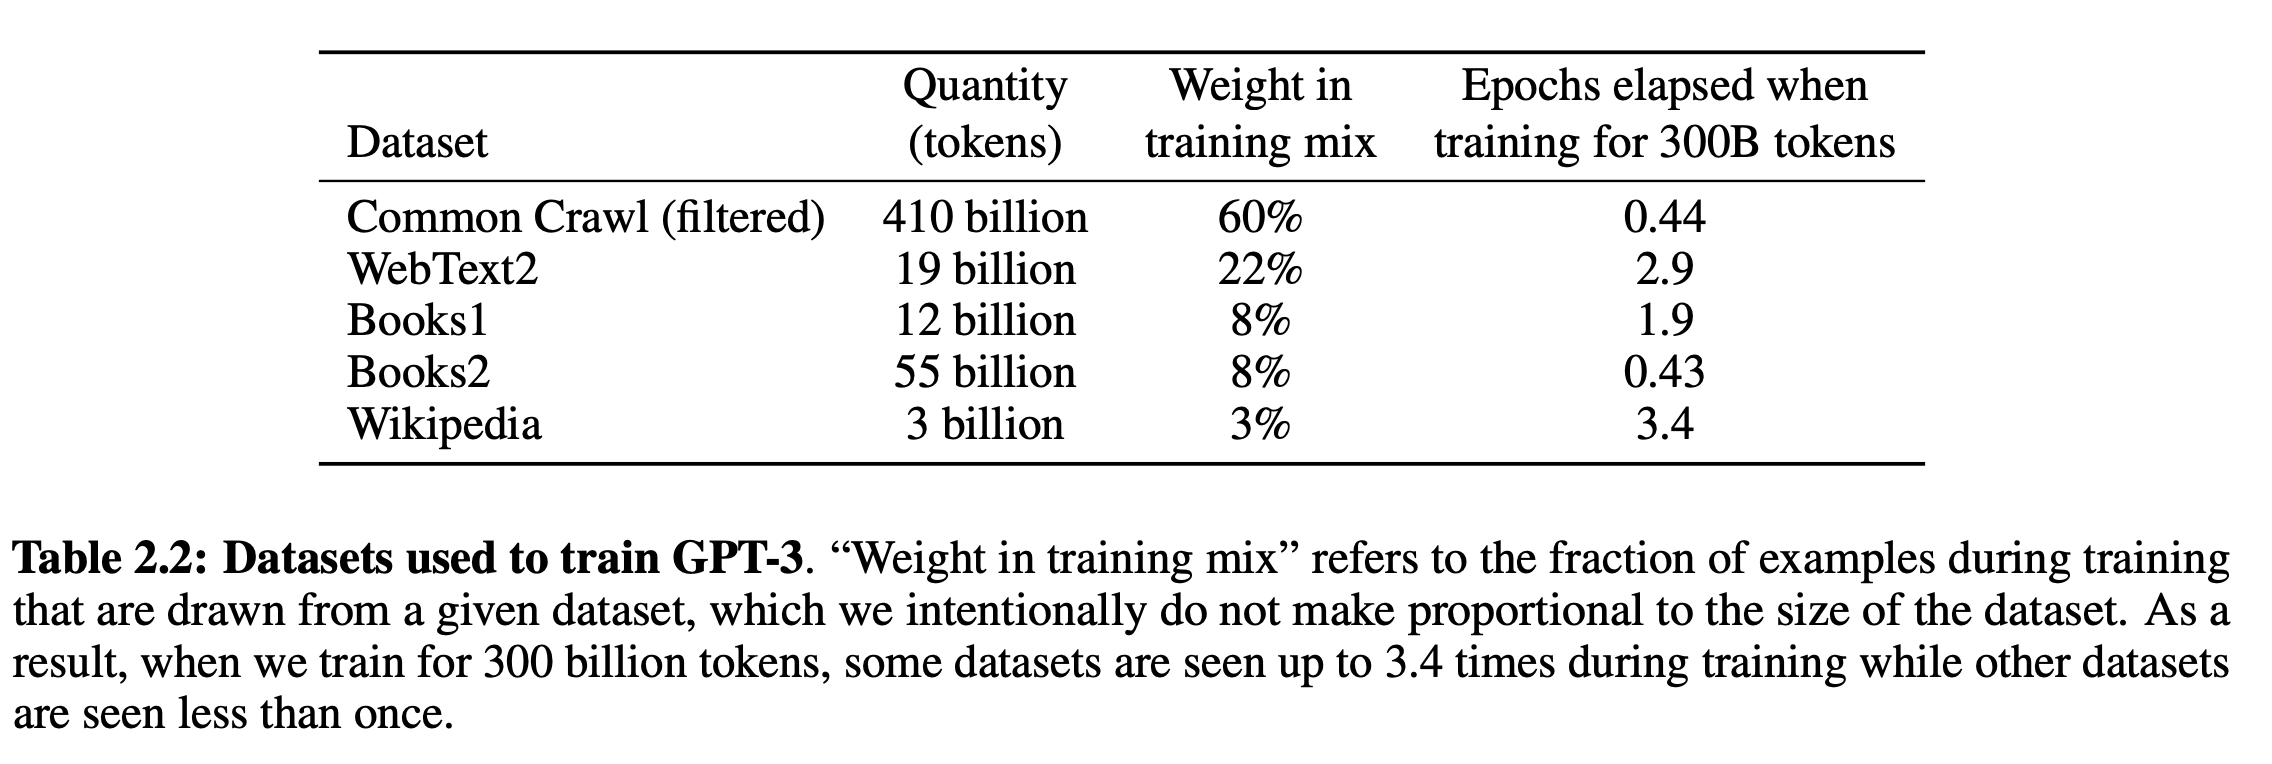 Quantity Weight in Epochs elapsed when
Dataset (tokens) training mix training for 300B tokens
Common Crawl (filtered) 410 billion 60% 0.44
WebText2 19 billion 22% 2.9
Books1 12 billion 8% 1.9
Books2 55 billion 8% 0.43
Wikipedia 3 billion 3% 3.4
Table 2.2: Datasets used to train GPT-3. “Weight in training mix” refers to the fraction of examples during training
that are drawn from a given dataset, which we intentionally do not make proportional to the size of the dataset. As a
result, when we train for 300 billion tokens, some datasets are seen up to 3.4 times during training while other datasets
are seen less than once.